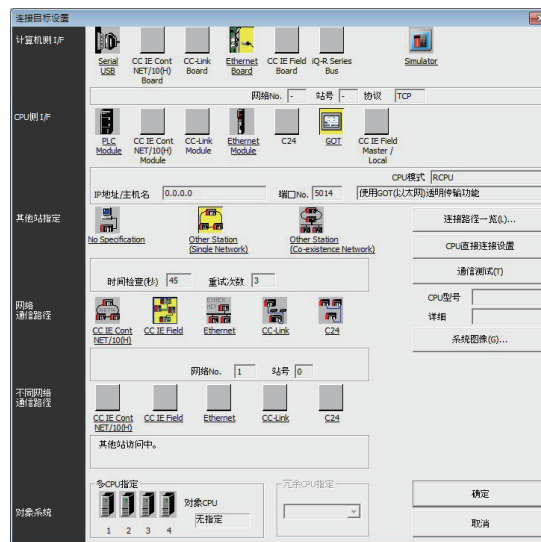 连接目标设置
计算机侧 I/F
Serial USB
CC IE Cont NET/10(H) Board
CC-Link Board
Ethernet Board
CC IE Field Board
iQ-R Series Bus
Simulator
网络No. - 站号 - 协议 TCP
CPU侧 I/F
PLC Module
CC IE Cont NET/10(H) Module
CC-Link Module
Ethernet Module
C24
GOT
CC IE Field Master / Local
CPU模式 RCPU
IP地址/主机名 0.0.0.0 端口No. 5014 (使用GOT(以太网)透明传输功能
其他站指定
No Specification
Other Station (Single Network)
Other Station (Co-existence Network)
时间检查(秒) 45 重试次数 3
连接路径一览(L)...
CPU直接连接设置
通信测试(T)
CPU型号
详细
系统图像(G)...
网络
通信路径
CC IE Cont NET/10(H)
CC IE Field
Ethernet
CC-Link
C24
网络No. 1 站号 0
不同网络
通信路径
CC IE Cont NET/10(H)
CC IE Field
Ethernet
CC-Link
C24
其他站访问中。
对象系统
多CPU指定
1 2 3 4
对象CPU
无指定
冗余CPU指定
确定
取消